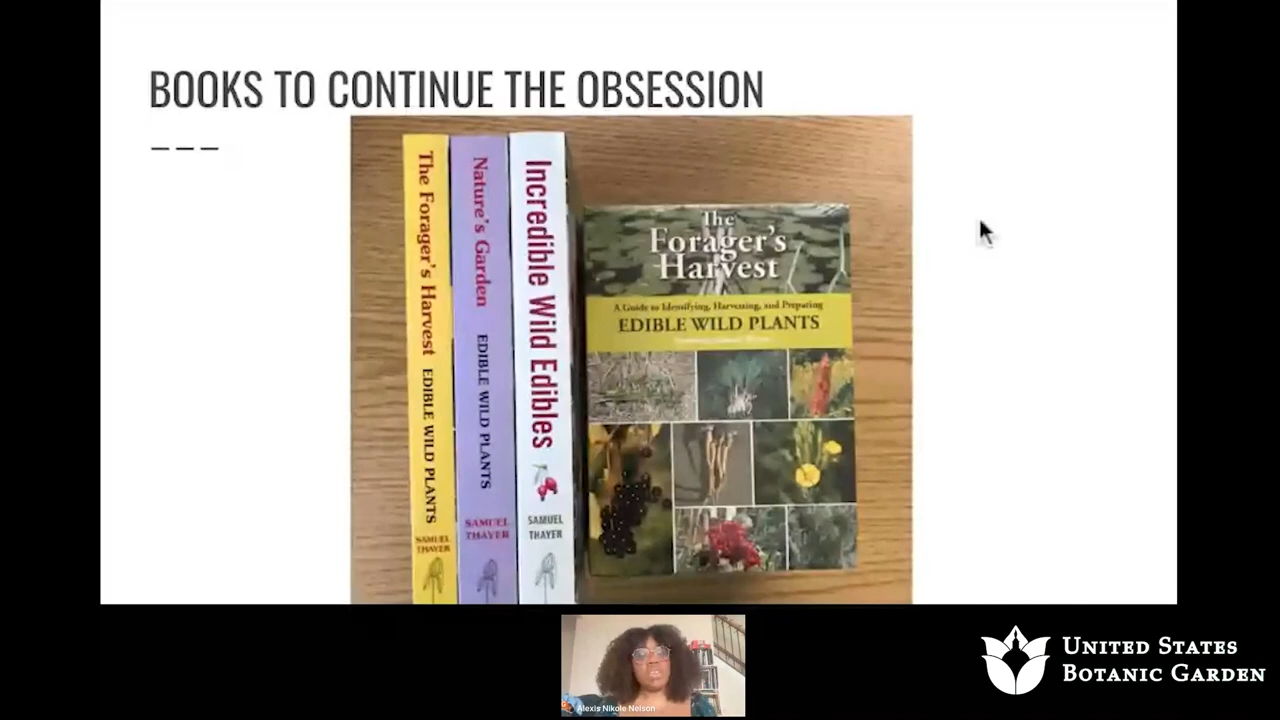 BOOKS TO CONTINUE THE OBSESSION
The Forager's Harvest EDIBLE WILD PLANTS
SAMUEL
THAYER
Nature's Garden EDIBLE WILD PLANTS
SAMUEL
THAYER
Incredible Wild Edibles
SAMUEL
THAYER
The
Forager's
Harvest
A Guide to Identifying, Harvesting, and Preparing
EDIBLE WILD PLANTS
Alexis Nikole Nelson
UNITED STATES
BOTANIC GARDEN